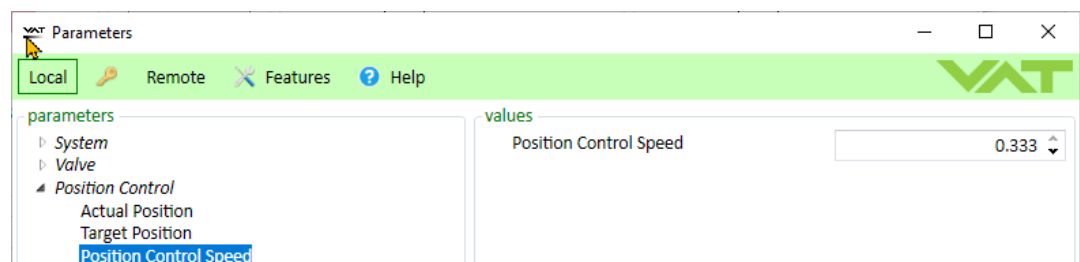 VAT Parameters
Local Remote Features Help VAT
parameters
System
Valve
Position Control
Actual Position
Target Position
Position Control Speed
values
Position Control Speed 0.333